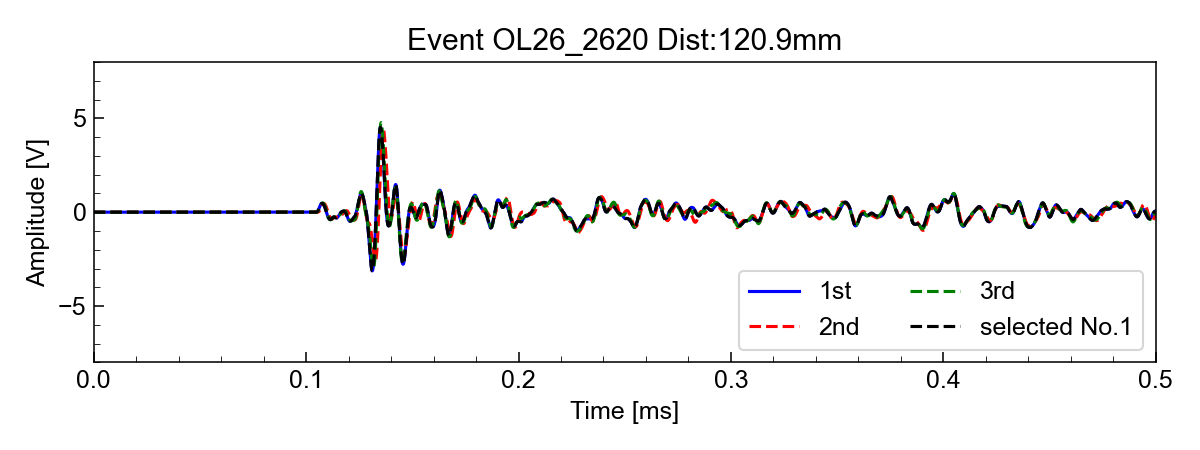 Event OL26_2620 Dist:120.9mm
Amplitude [V]
5
0
−5
1st
2nd
3rd
selected No.1
0.0 0.1 0.2 0.3 0.4 0.5
Time [ms]